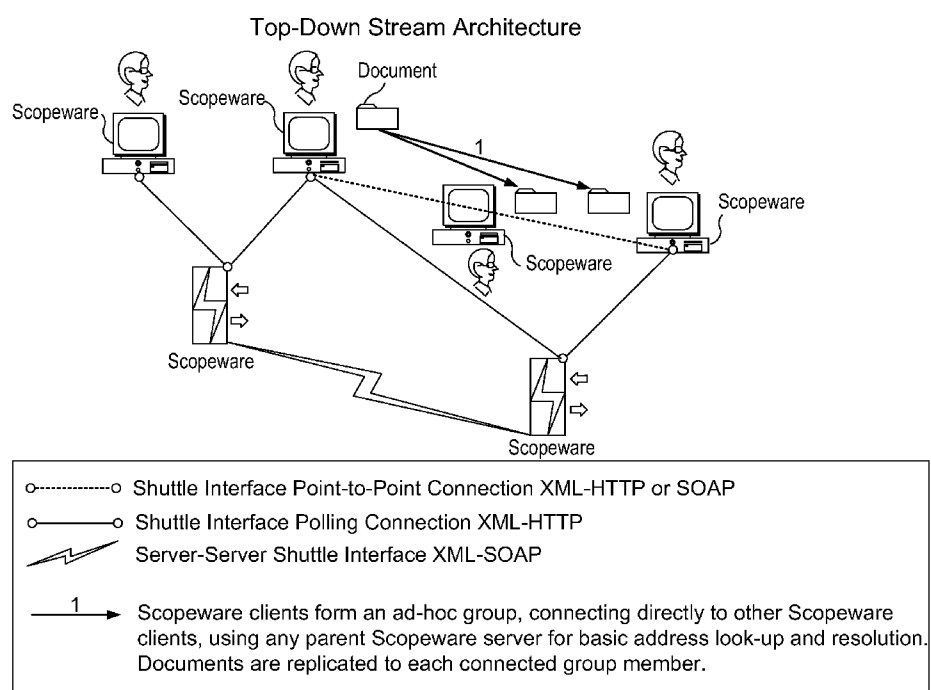 Top-Down Stream Architecture
Document
Scopeware
Scopeware
1
Scopeware
Scopeware
Scopeware
Scopeware
Shuttle Interface Point-to-Point Connection XML-HTTP or SOAP
Shuttle Interface Polling Connection XML-HTTP
Server-Server Shuttle Interface XML-SOAP
1
Scopeware clients form an ad-hoc group, connecting directly to other Scopeware
clients, using any parent Scopeware server for basic address look-up and resolution.
Documents are replicated to each connected group member.